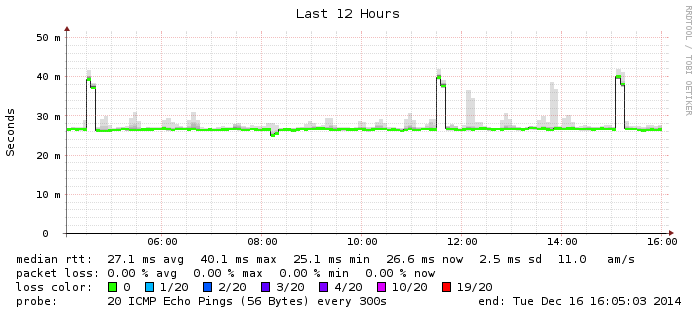 Last 12 Hours
RRDTOOL / TOBI OETIKER
Seconds
50 m
40 m
30 m
20 m
10 m
0
06:00 08:00 10:00 12:00 14:00 16:00
median rtt: 27.1 ms avg 40.1 ms max 25.1 ms min 26.6 ms now 2.5 ms sd 11.0 am/s
packet loss: 0.00 % avg 0.00 % max 0.00 % min 0.00 % now
loss color: 0 1/20 2/20 3/20 4/20 10/20 19/20
probe: 20 ICMP Echo Pings (56 Bytes) every 300s end: Tue Dec 16 16:05:03 2014